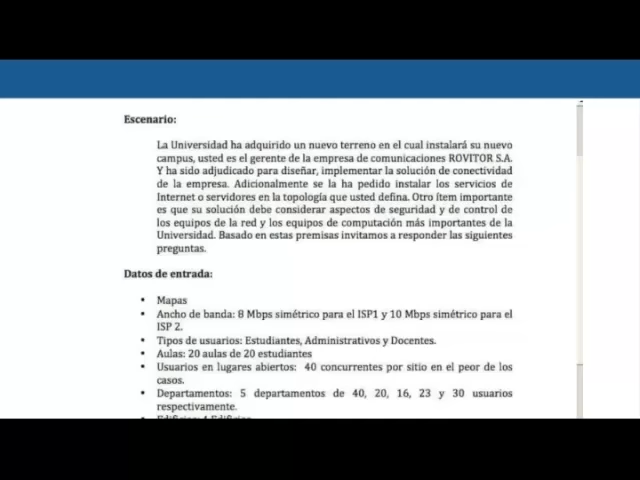 Escenario:
La Universidad ha adquirido un nuevo terreno en el cual instalará su nuevo
campus, usted es el gerente de la empresa de comunicaciones ROVITOR S.A.
Y ha sido adjudicado para diseñar, implementar la solución de conectividad
de la empresa. Adicionalmente se la ha pedido instalar los servicios de
Internet o servidores en la topología que usted defina. Otro ítem importante
es que su solución debe considerar aspectos de seguridad y de control de
los equipos de la red y los equipos de computación más importantes de la
Universidad. Basado en estas premisas invitamos a responder las siguientes
preguntas.
Datos de entrada:
• Mapas
• Ancho de banda: 8 Mbps simétrico para el ISP1 y 10 Mbps simétrico para el
ISP 2.
• Tipos de usuarios: Estudiantes, Administrativos y Docentes.
• Aulas: 20 aulas de 20 estudiantes
• Usuarios en lugares abiertos: 40 concurrentes por sitio en el peor de los
casos.
• Departamentos: 5 departamentos de 40, 20, 16, 23 y 30 usuarios
respectivamente.